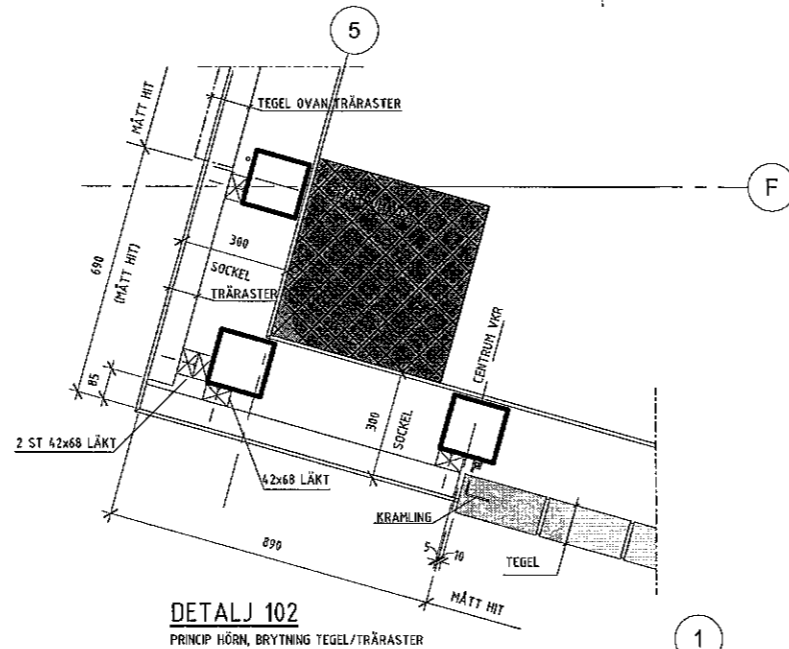 5
MÅTT HIT
TEGEL OVAN TRÄRASTER
F
300
SOCKEL
TRÄRASTER
690
(MÅTT HIT)
85
CENTRUM VKR
300
SOCKEL
2 ST 42x68 LÄKT
42x68 LÄKT
KRAMLING
890
5
10
TEGEL
MÅTT HIT
DETALJ 102
PRINCIP HÖRN, BRYTNING TEGEL/TRÄRASTER
1